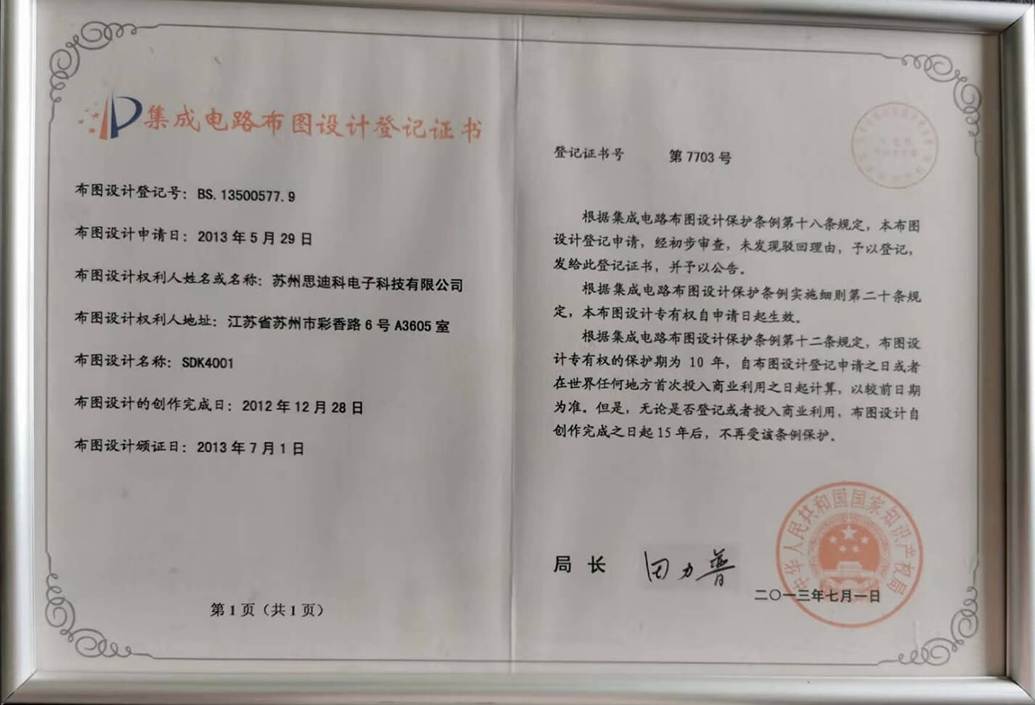 集成电路布图设计登记证书
布图设计登记号：BS.13500577.9
布图设计申请日：2013年5月29日
布图设计权利人姓名或名称：苏州思迪科电子科技有限公司
布图设计权利人地址：江苏省苏州市彩香路6号A3605室
布图设计名称：SDK4001
布图设计的创作完成日：2012年12月28日
布图设计颁证日：2013年7月1日
第1页（共1页）
登记证书号 第7703号
根据集成电路布图设计保护条例第十八条规定，本布图
设计登记申请，经初步审查，未发现驳回理由，予以登记，
发给此登记证书，并予以公告。
根据集成电路布图设计保护条例实施细则第二十条规
定，本布图设计专有权自申请日起生效。
根据集成电路布图设计保护条例第十二条规定，布图设
计专有权的保护期为10年，自布图设计登记申请之日或者
在世界任何地方首次投入商业利用之日起计算，以较前日期
为准。但是，无论是否登记或者投入商业利用，布图设计自
创作完成之日起15年后，不再受该条例保护。
局长 田力普
中华人民共和国国家知识产权局
二〇一三年七月一日